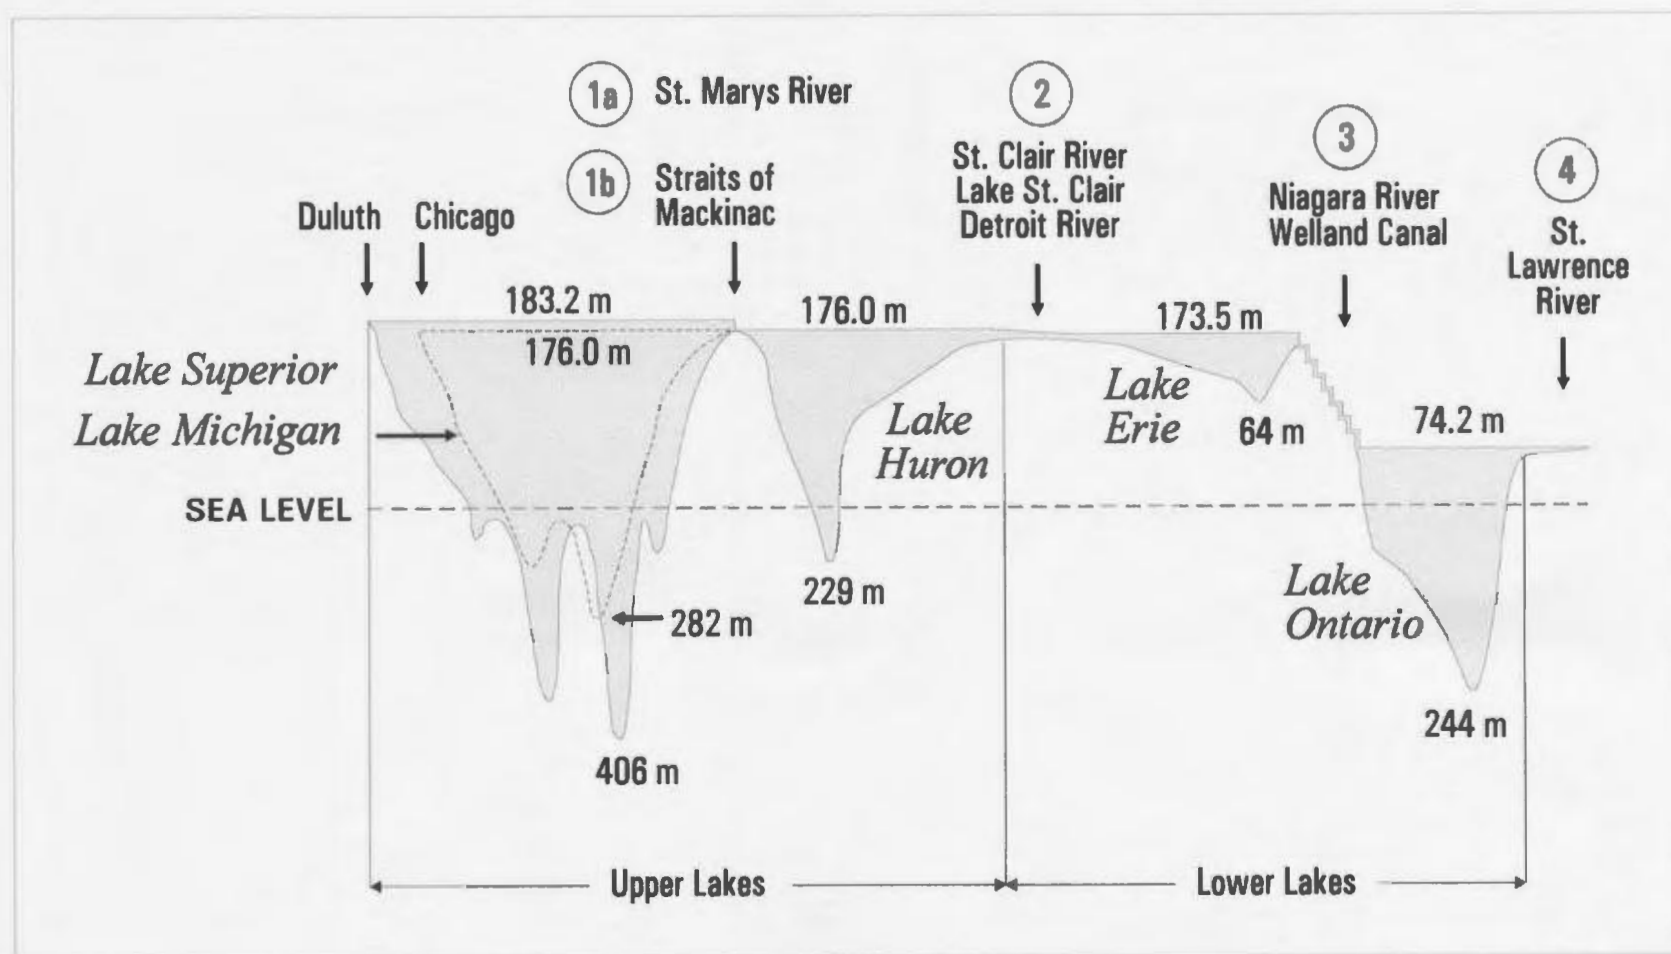 1a St. Marys River
1b Straits of
Mackinac
2
St. Clair River
Lake St. Clair
Detroit River
3
Niagara River
Welland Canal
4
St.
Lawrence
River
Duluth Chicago
183.2 m
176.0 m
176.0 m
173.5 m
74.2 m
Lake Superior
Lake Michigan
Lake
Huron
Lake
Erie
64 m
SEA LEVEL
229 m
282 m
406 m
Lake
Ontario
244 m
Upper Lakes
Lower Lakes